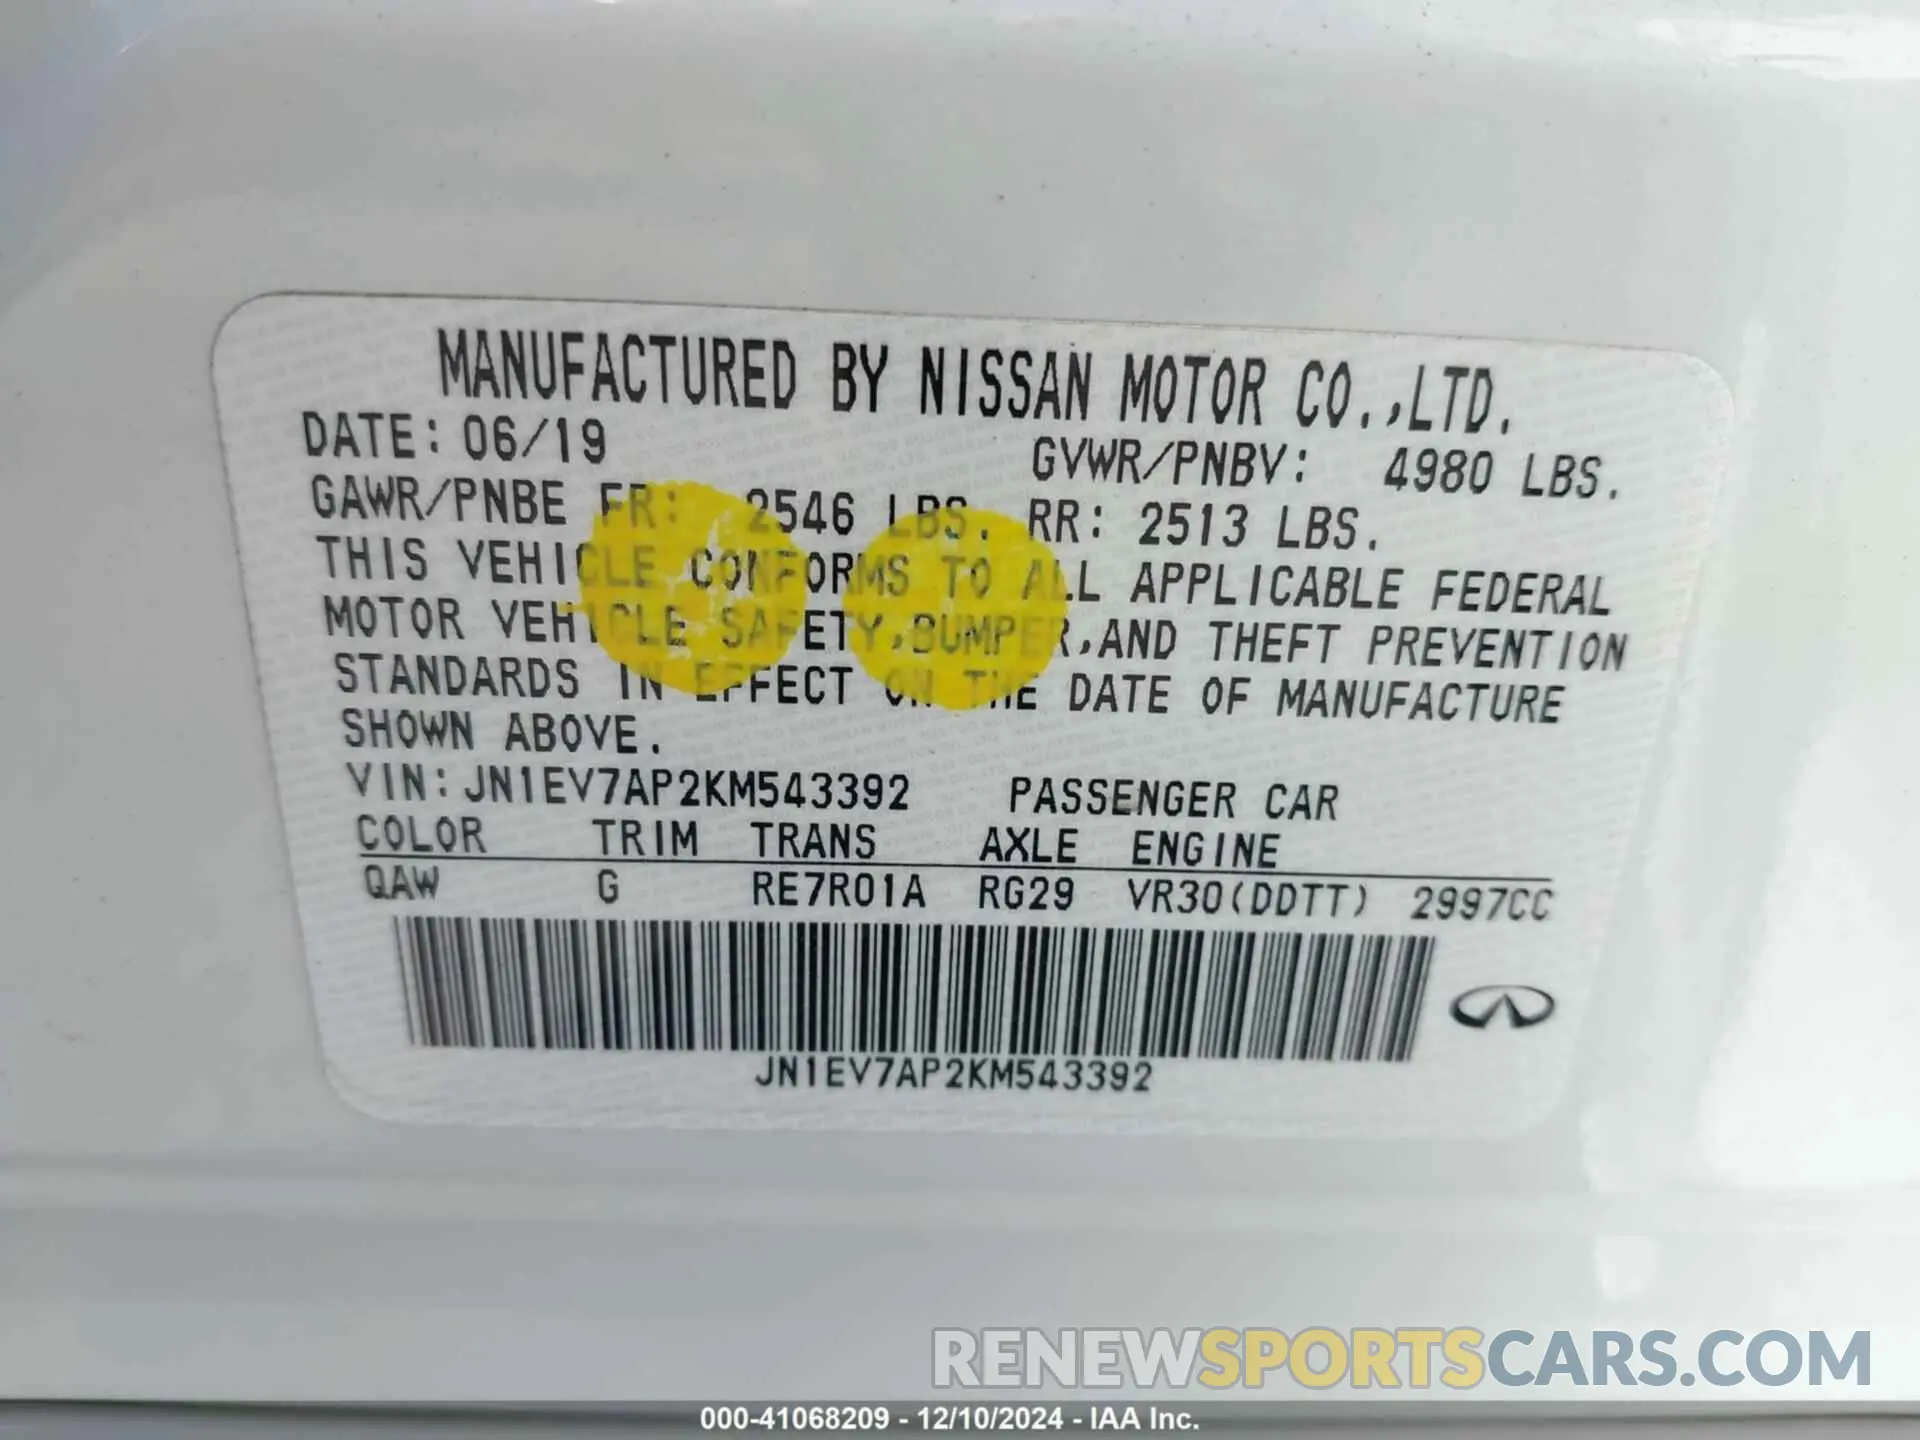 MANUFACTURED BY NISSAN MOTOR CO.,LTD.
DATE: 06/19 GVWR/PNBV: 4980 LBS.
GAWR/PNBE FR: 2546 LBS. RR: 2513 LBS.
THIS VEHICLE CONFORMS TO ALL APPLICABLE FEDERAL
MOTOR VEHICLE SAFETY,BUMPER,AND THEFT PREVENTION
STANDARDS IN EFFECT ON THE DATE OF MANUFACTURE
SHOWN ABOVE.
VIN: JN1EV7AP2KM543392 PASSENGER CAR
COLOR TRIM TRANS AXLE ENGINE
QAW G RE7R01A RG29 VR30(DDTT) 2997CC
JN1EV7AP2KM543392
RENEWSPORTSCARS.COM
000-41068209 - 12/10/2024 - IAA Inc.